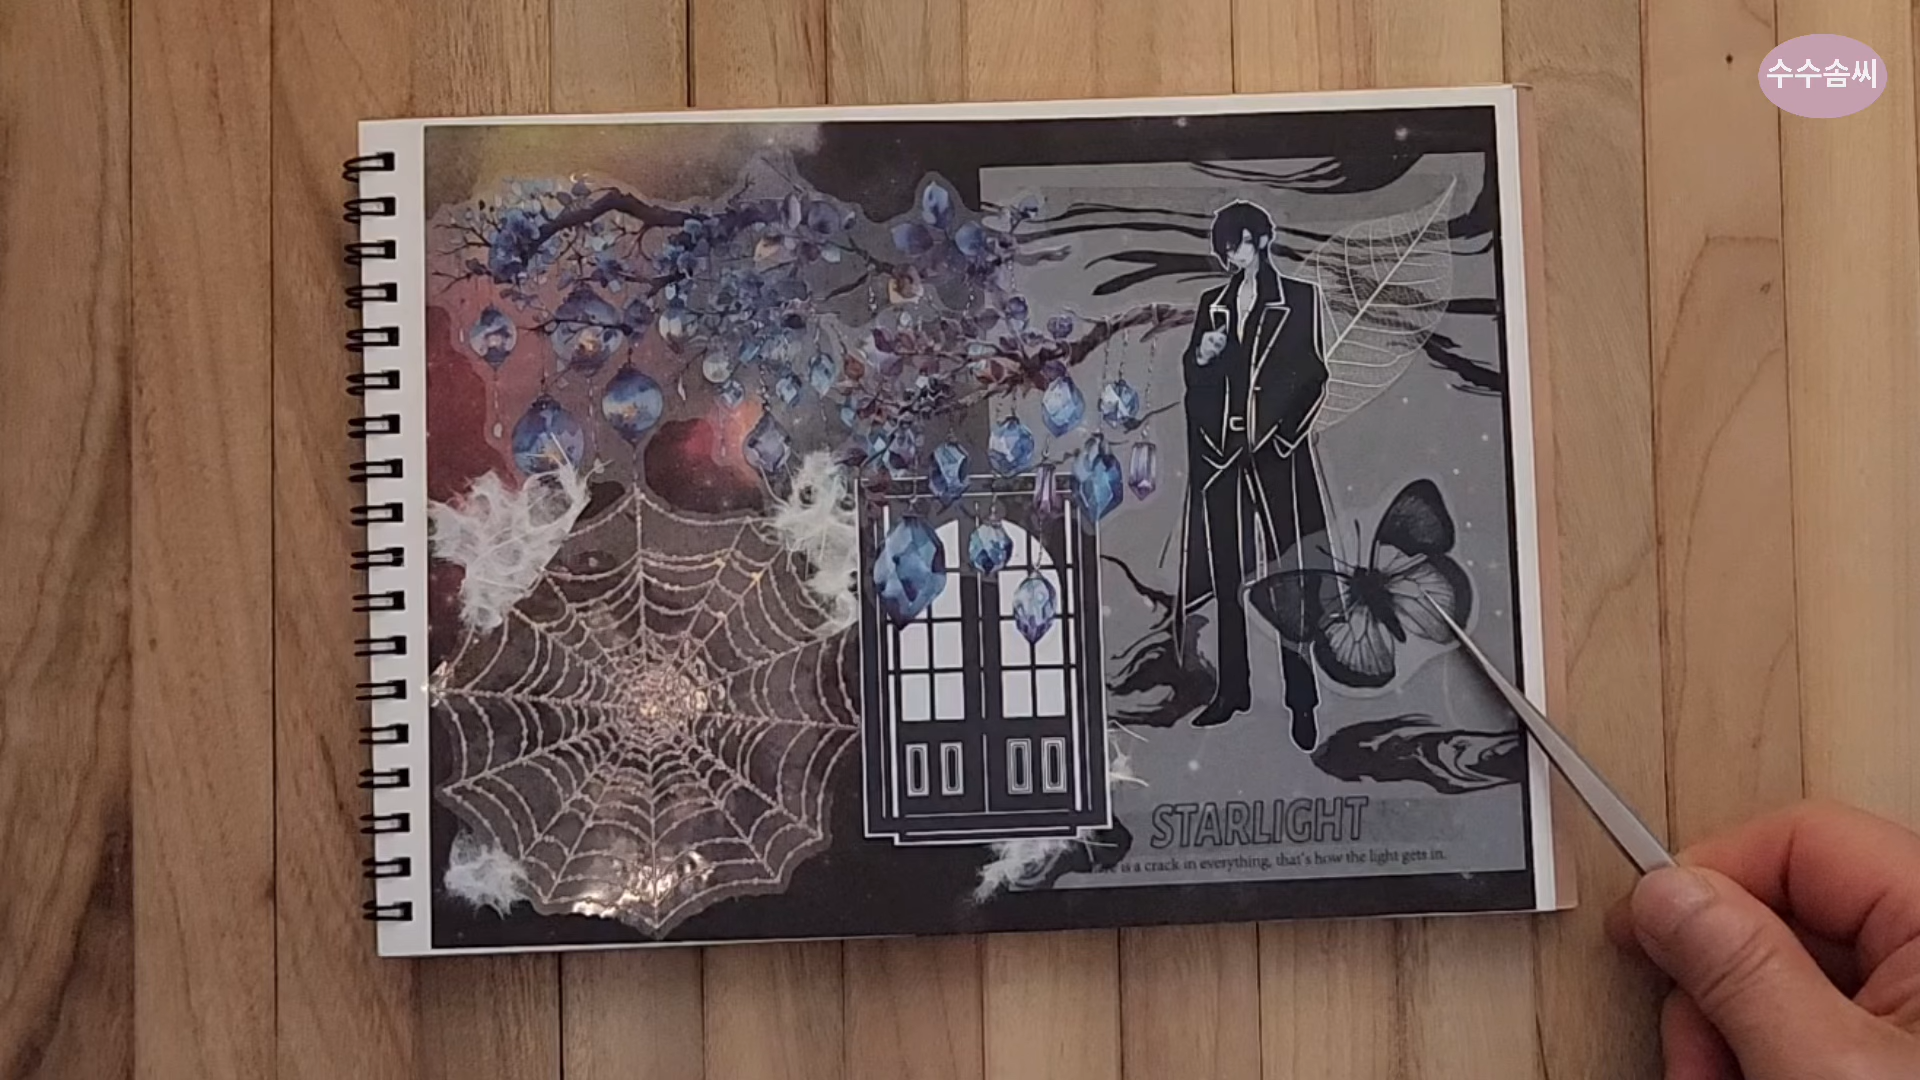 수수솜씨
STARLIGHT
is a crack in everything, that's how the light gets in.